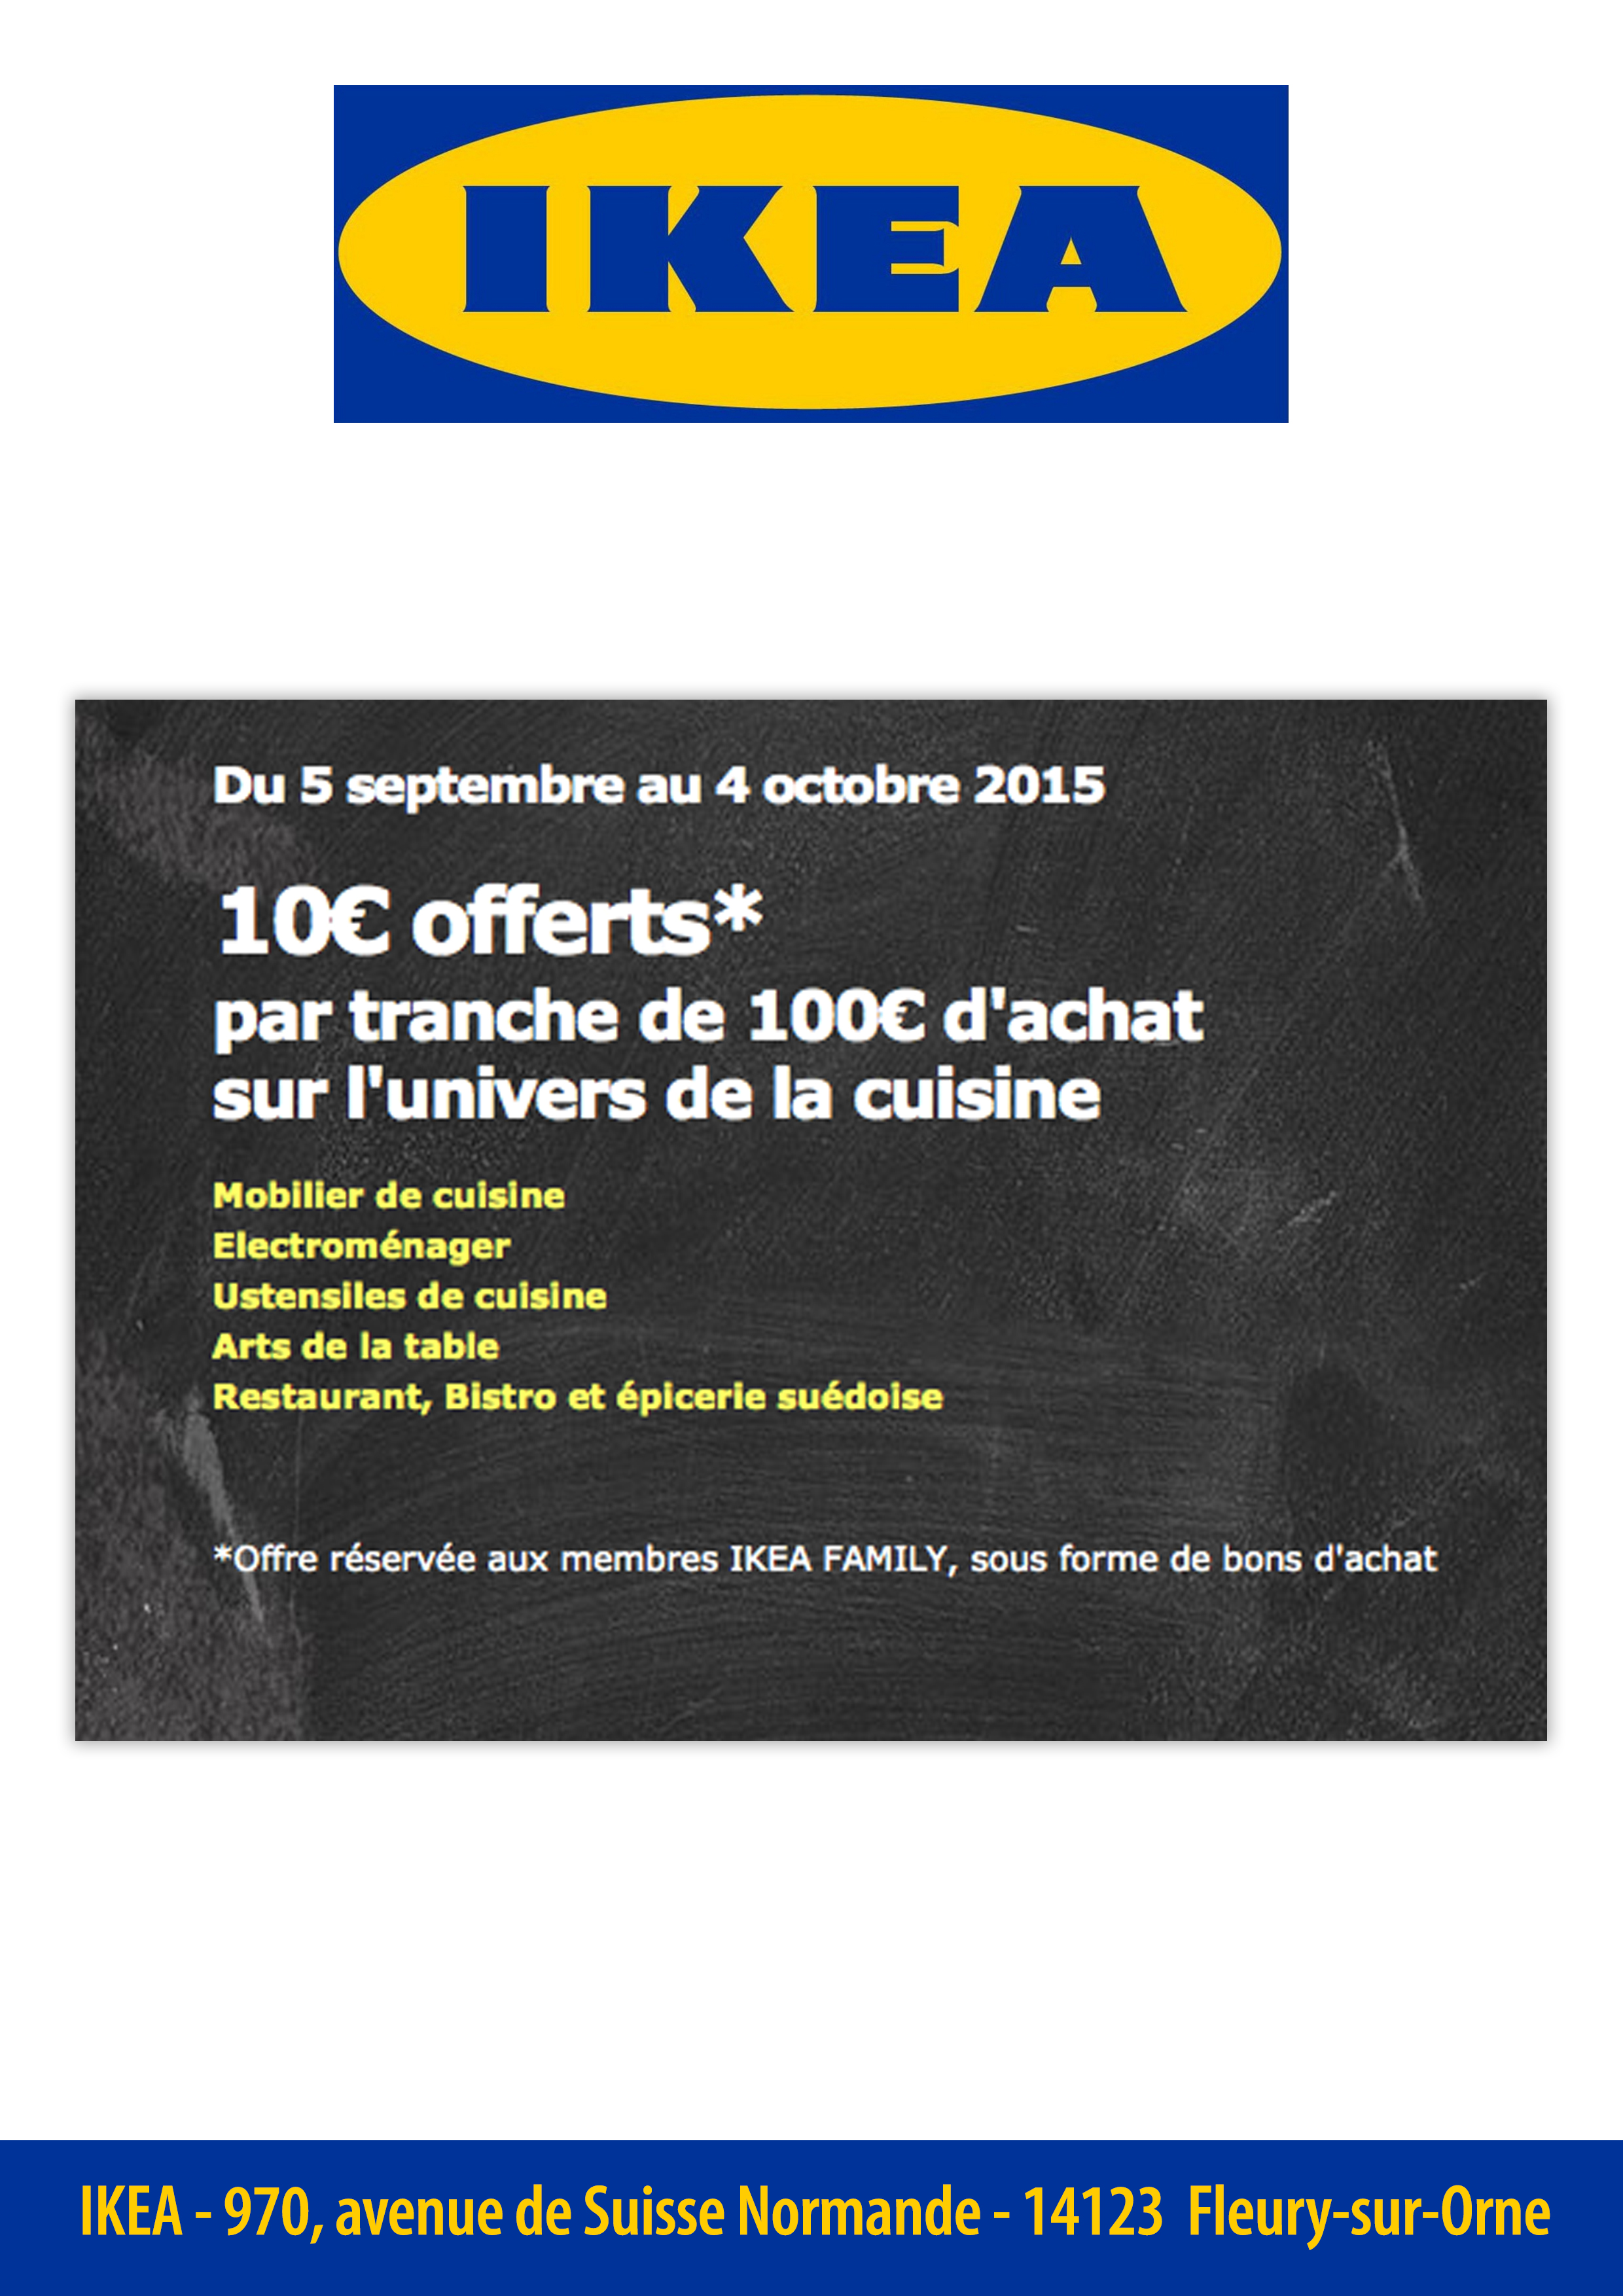 IKEA
Du 5 septembre au 4 octobre 2015
10€ offerts*
par tranche de 100€ d'achat
sur l'univers de la cuisine
Mobilier de cuisine
Electroménager
Ustensiles de cuisine
Arts de la table
Restaurant, Bistro et épicerie suédoise
*Offre réservée aux membres IKEA FAMILY, sous forme de bons d'achat
IKEA - 970, avenue de Suisse Normande - 14123 Fleury-sur-Orne